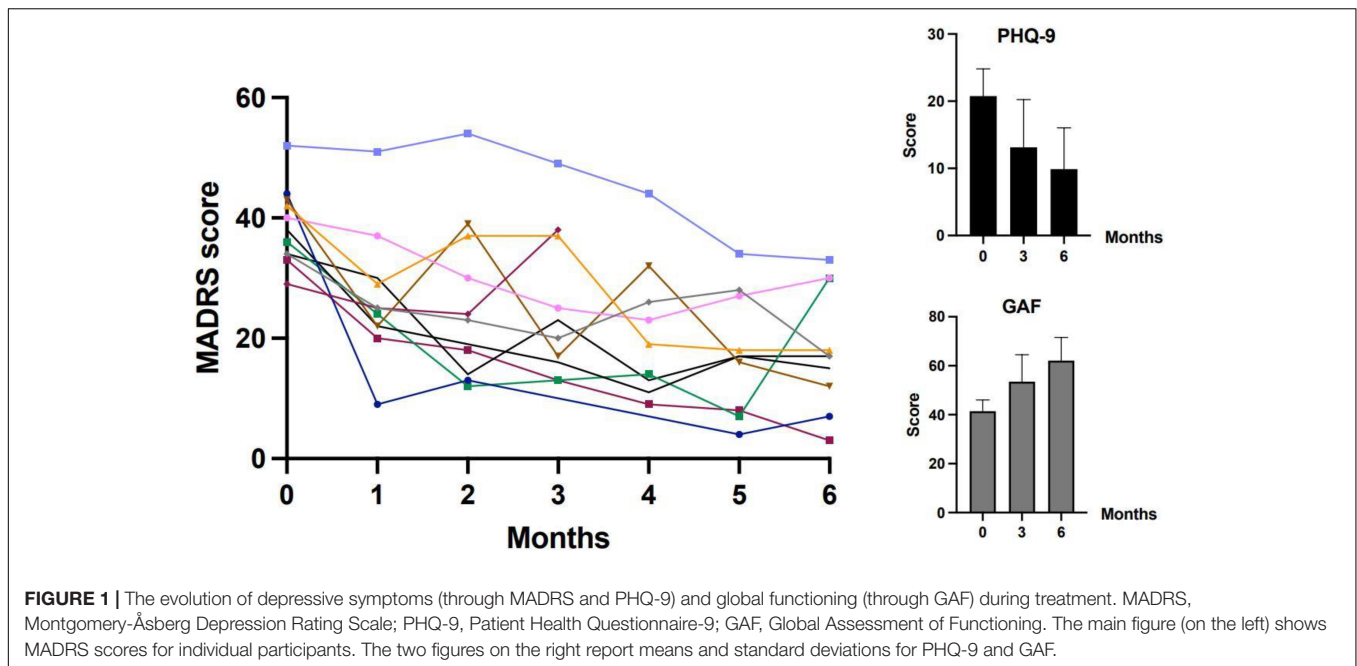 60
40
20
0
MADRS score
0 1 2 3 4 5 6
Months
PHQ-9
30
20
10
0
Score
0 3 6
Months
GAF
80
60
40
20
0
Score
0 3 6
Months
FIGURE 1 | The evolution of depressive symptoms (through MADRS and PHQ-9) and global functioning (through GAF) during treatment. MADRS,
Montgomery-Åsberg Depression Rating Scale; PHQ-9, Patient Health Questionnaire-9; GAF, Global Assessment of Functioning. The main figure (on the left) shows
MADRS scores for individual participants. The two figures on the right report means and standard deviations for PHQ-9 and GAF.